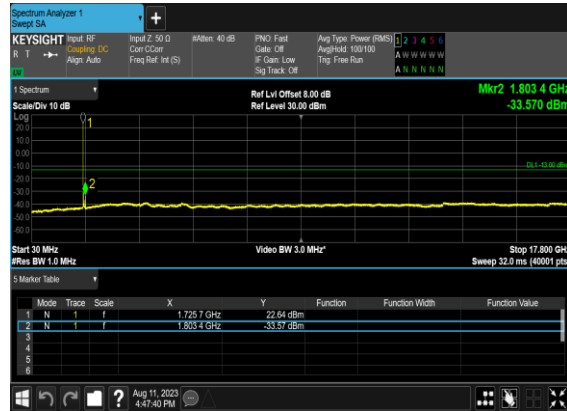 Spectrum Analyzer 1
Swept SA
+
KEYSIGHT Input: RF Input Z: 50 Ω #Atten: 40 dB PNO: Fast Avg Type: Power (RMS) 1 2 3 4 5 6
R T Coupling: DC Corr CCorr Gate: Off Avg|Hold: 100/100 A W W W W W
Align: Auto Freq Ref: Int (S) IF Gain: Low Trig: Free Run
Sig Track: Off A N N N N N
1 Spectrum Ref Lvl Offset 8.00 dB Mkr2 1.803 4 GHz
Scale/Div 10 dB Ref Level 30.00 dBm -33.570 dBm
Log
20.0
1
10.0
0.00
-10.0
DL1 -13.00 dBm
-20.0
2
-30.0
-40.0
-50.0
-60.0
Start 30 MHz Video BW 3.0 MHz* Stop 17.800 GHz
#Res BW 1.0 MHz Sweep 32.0 ms (40001 pts
5 Marker Table
Mode Trace Scale X Y Function Function Width Function Value
1 N 1 f 1.725 7 GHz 22.64 dBm
2 N 1 f 1.803 4 GHz -33.57 dBm
3
4
5
6
? Aug 11, 2023
4:47:40 PM